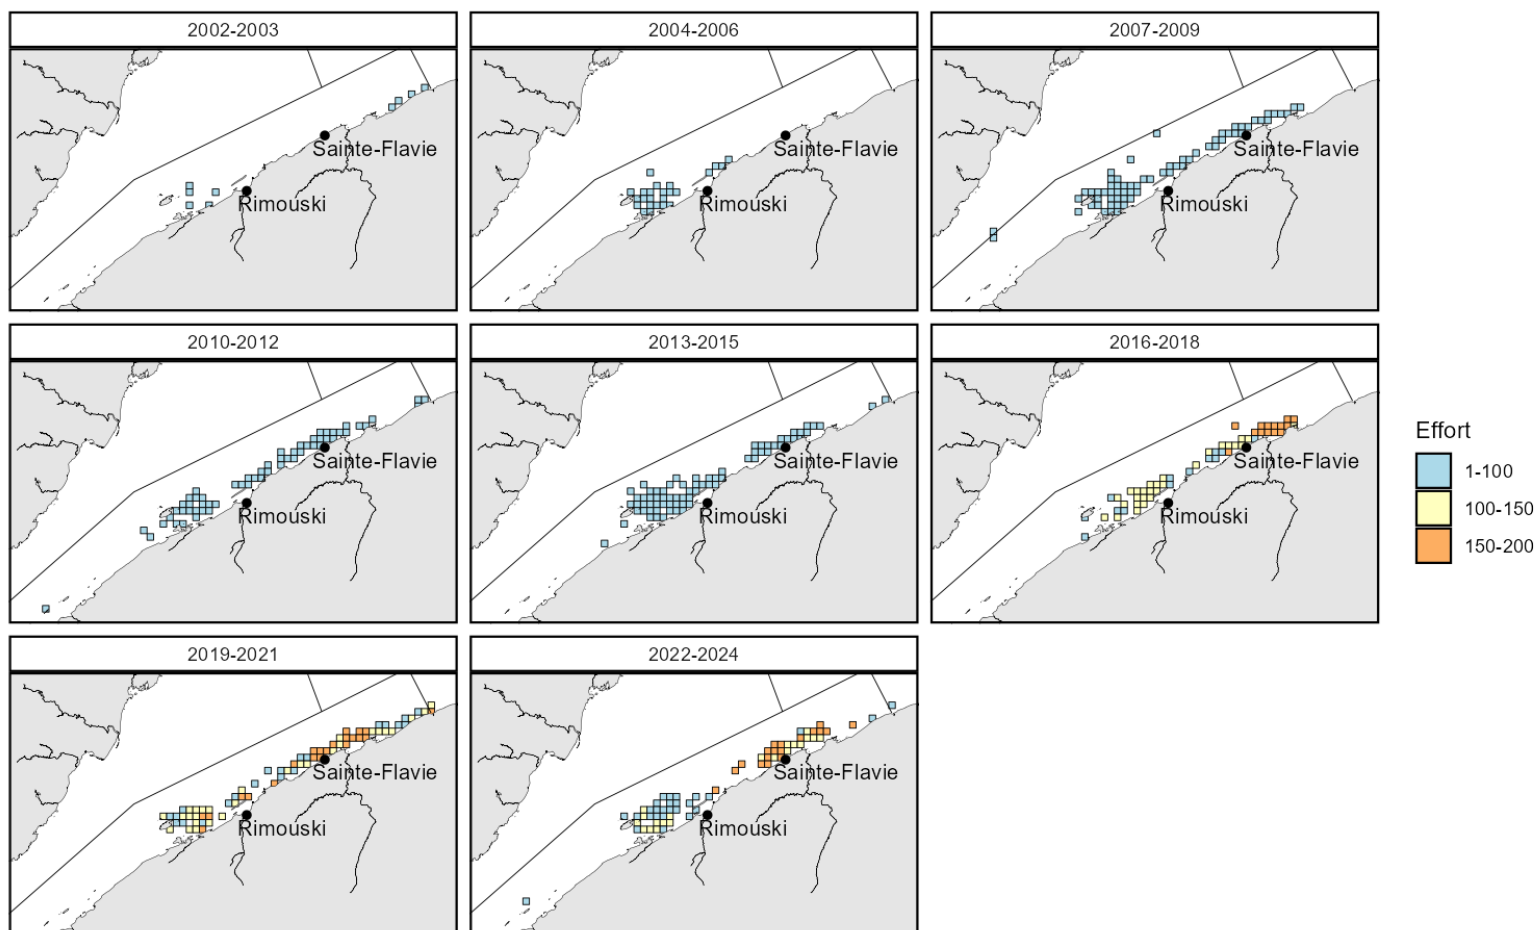 2002-2003
2004-2006
2007-2009
Sainte-Flavie
Rimouski
Sainte-Flavie
Rimouski
Sainte-Flavie
Rimouski
2010-2012
2013-2015
2016-2018
Sainte-Flavie
Rimouski
Sainte-Flavie
Rimouski
Sainte-Flavie
Rimouski
Effort
1-100
100-150
150-200
2019-2021
2022-2024
Sainte-Flavie
Rimouski
Sainte-Flavie
Rimouski